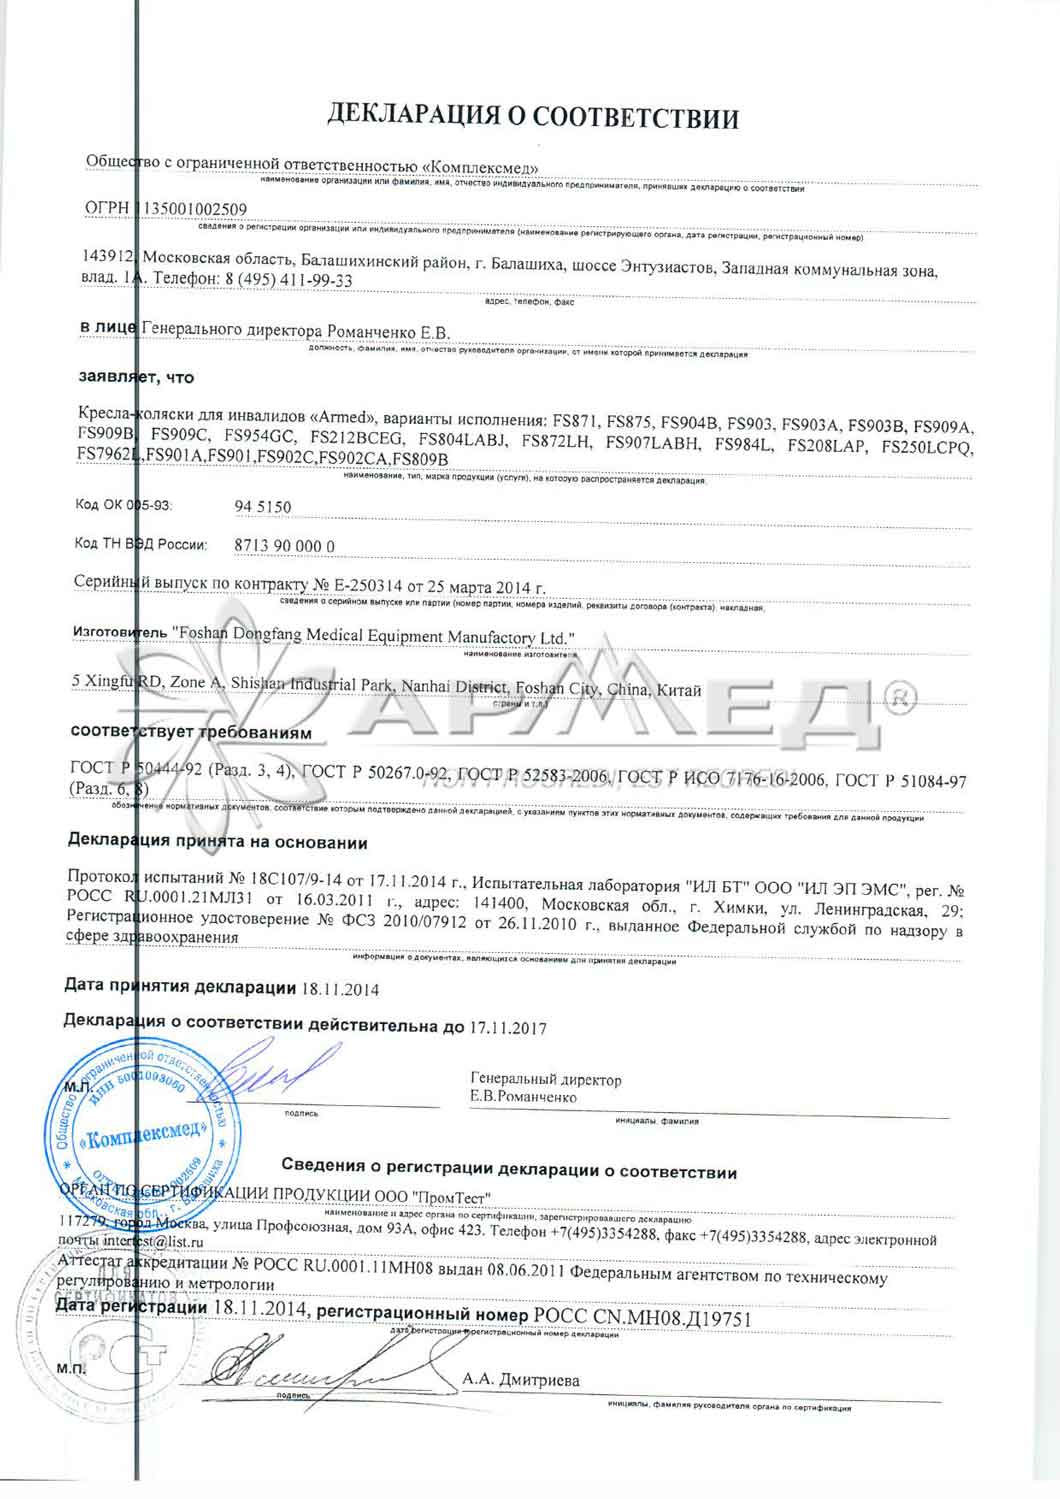 ДЕКЛАРАЦИЯ О СООТВЕТСТВИИ
Общество с ограниченной ответственностью «Комплексмед»
наименование организации или фамилия, имя, отчество индивидуального предпринимателя, принявших декларацию о соответствии
ОГРН 1135001002509
сведения о регистрации организации или индивидуального предпринимателя (наименование регистрирующего органа, дата регистрации, регистрационный номер)
143912, Московская область, Балашихинский район, г. Балашиха, шоссе Энтузиастов, Западная коммунальная зона,
влад. 1А. Телефон: 8 (495) 411-99-33
адрес, телефон, факс
в лице Генерального директора Романченко Е.В.
должность, фамилия, имя, отчество руководителя организации, от имени которой принимается декларация
заявляет, что
Кресла-коляски для инвалидов «Armed», варианты исполнения: FS871, FS875, FS904B, FS903, FS903A, FS903B, FS909A,
FS909B, FS909C, FS954GC, FS212BCEG, FS804LABJ, FS872LH, FS907LABH, FS984L, FS208LAP, FS250LCPQ,
FS7962L,FS901A,FS901,FS902C,FS902CA,FS809B
наименование, тип, марка продукции (услуги), на которую распространяется декларация,
Код ОК 005-93: 94 5150
Код ТН ВЭД России: 8713 90 000 0
Серийный выпуск по контракту № E-250314 от 25 марта 2014 г.
сведения о серийном выпуске или партии (номер партии, номера изделий, реквизиты договора (контракта), накладная,
Изготовитель "Foshan Dongfang Medical Equipment Manufactory Ltd."
наименование изготовителя
5 Xingfu RD, Zone A, Shishan Industrial Park, Nanhai District, Foshan City, China, Китай
страны и т.п.)
АРМЕД ®
соответствует требованиям
ГОСТ Р 50444-92 (Разд. 3, 4), ГОСТ Р 50267.0-92, ГОСТ Р 52583-2006, ГОСТ Р ИСО 7176-16-2006, ГОСТ Р 51084-97
(Разд. 6, 8)
NON PROGREDI, EST REGREDI
обозначение нормативных документов, соответствие которым подтверждено данной декларацией, с указанием пунктов этих нормативных документов, содержащих требования для данной продукции
Декларация принята на основании
Протокол испытаний № 18С107/9-14 от 17.11.2014 г., Испытательная лаборатория "ИЛ БТ" ООО "ИЛ ЭП ЭМС", рег. №
РОСС RU.0001.21МЛ31 от 16.03.2011 г., адрес: 141400, Московская обл., г. Химки, ул. Ленинградская, 29;
Регистрационное удостоверение № ФСЗ 2010/07912 от 26.11.2010 г., выданное Федеральной службой по надзору в
сфере здравоохранения
информация о документах, являющихся основанием для принятия декларации
Дата принятия декларации 18.11.2014
Декларация о соответствии действительна до 17.11.2017
М.П.
Генеральный директор
Е.В.Романченко
подпись
инициалы, фамилия
Общество с ограниченной ответственностью
ИНН 5001093060
«Комплексмед»
Московская обл., г. Балашиха
Сведения о регистрации декларации о соответствии
ОРГАН ПО СЕРТИФИКАЦИИ ПРОДУКЦИИ ООО "ПромТест"
наименование и адрес органа по сертификации, зарегистрировавшего декларацию
117279, город Москва, улица Профсоюзная, дом 93А, офис 423. Телефон +7(495)3354288, факс +7(495)3354288, адрес электронной
почты intertest@list.ru
Аттестат аккредитации № РОСС RU.0001.11МН08 выдан 08.06.2011 Федеральным агентством по техническому
регулированию и метрологии
Дата регистрации 18.11.2014, регистрационный номер РОСС CN.МН08.Д19751
дата регистрации и регистрационный номер декларации
ДЛЯ
СЕРТИФИКАТОВ
М.П.
А.А. Дмитриева
подпись
инициалы, фамилия руководителя органа по сертификации